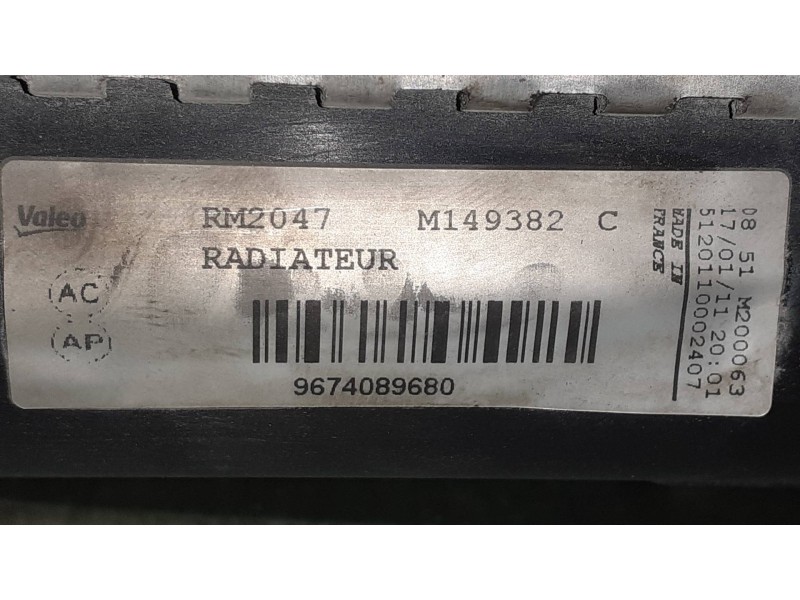 Valeo
RM2047 M149382 C
RADIATEUR
AC
AP
9674089680
MADE IN
FRANCE
08 51 M200063
17/01/11 20:01
5120110002407